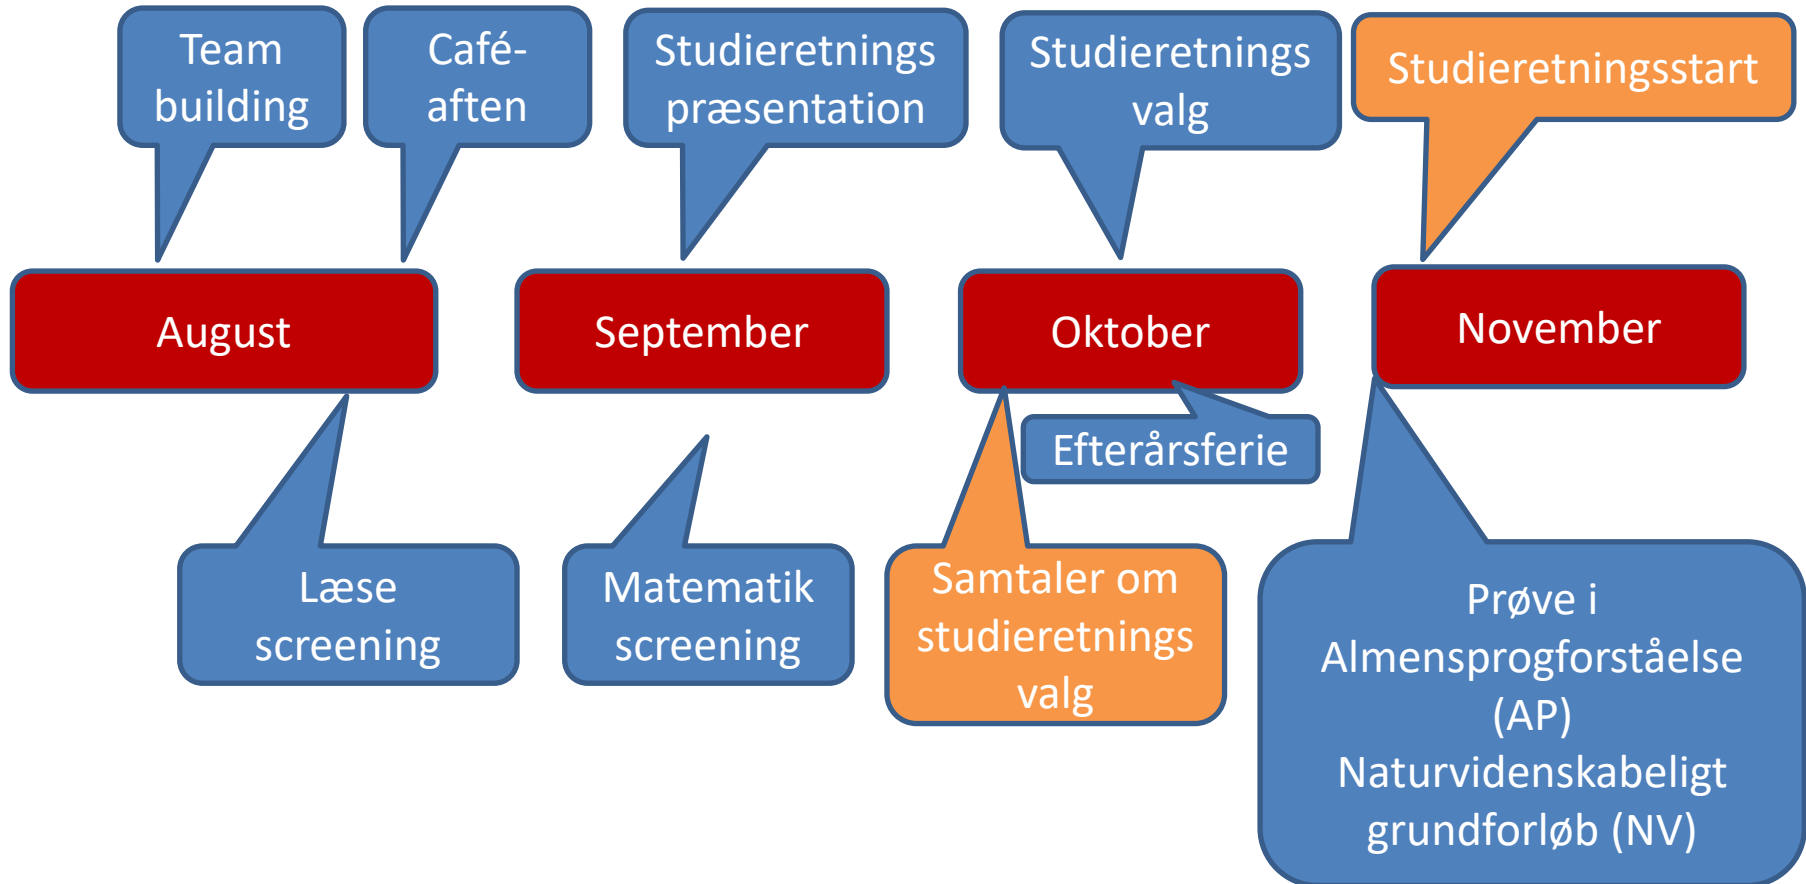 Team
building
Café-
aften
Studieretnings
præsentation
Studieretnings
valg
Studieretningsstart
August
September
Oktober
November
Efterårsferie
Læse
screening
Matematik
screening
Samtaler om
studieretnings
valg
Prøve i
Almensprogforståelse
(AP)
Naturvidenskabeligt
grundforløb (NV)